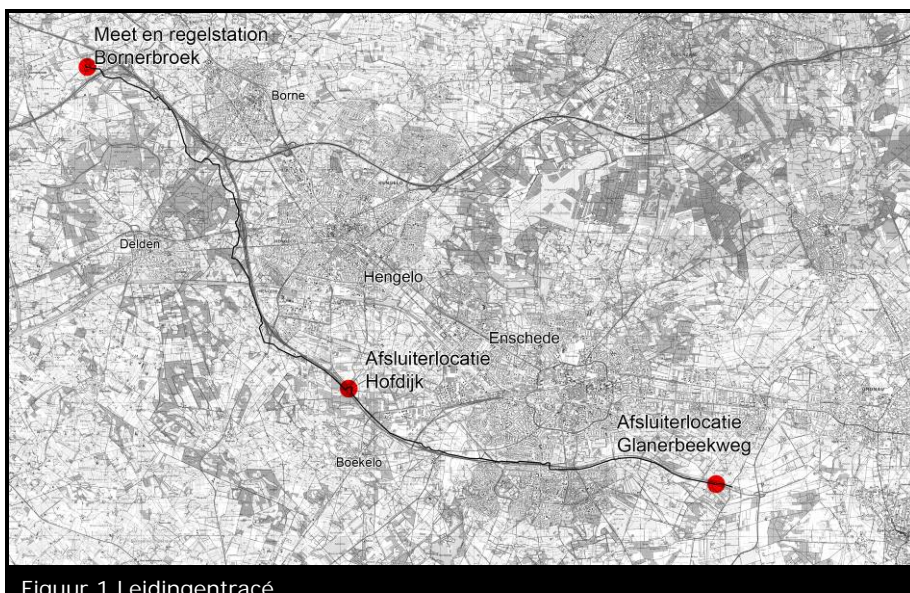 Meet en regelstation
Bornerbroek
Borne
Delden
Hengelo
Enschede
Afsluiterlocatie
Hofdijk
Afsluiterlocatie
Glanerbeekweg
Boekelo
Figuur 1 Leidingentracé